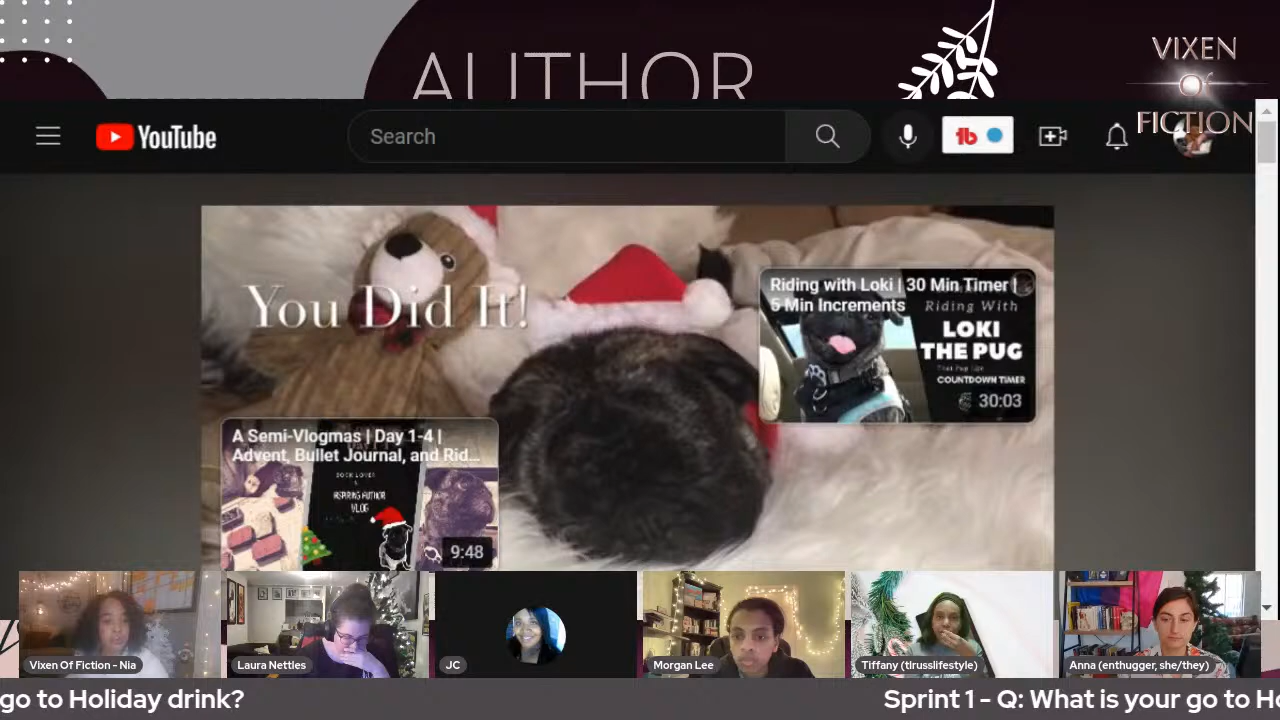 AUTHOR
VIXEN
Of
FICTION
YouTube
Search
You Did It!
Riding with Loki | 30 Min Timer |
5 Min Increments
Riding With
LOKI
THE PUG
COUNTDOWN TIMER
30:03
A Semi-Vlogmas | Day 1-4 |
Advent, Bullet Journal, and Rid...
BOOK LOVER
&
ASPIRING AUTHOR
VLOG
9:48
Vixen Of Fiction - Nia
Laura Nettles
JC
Morgan Lee
Tiffany (tlrusslifestyle)
Anna (enthugger, she/they)
go to Holiday drink?
Sprint 1 - Q: What is your go to Ho